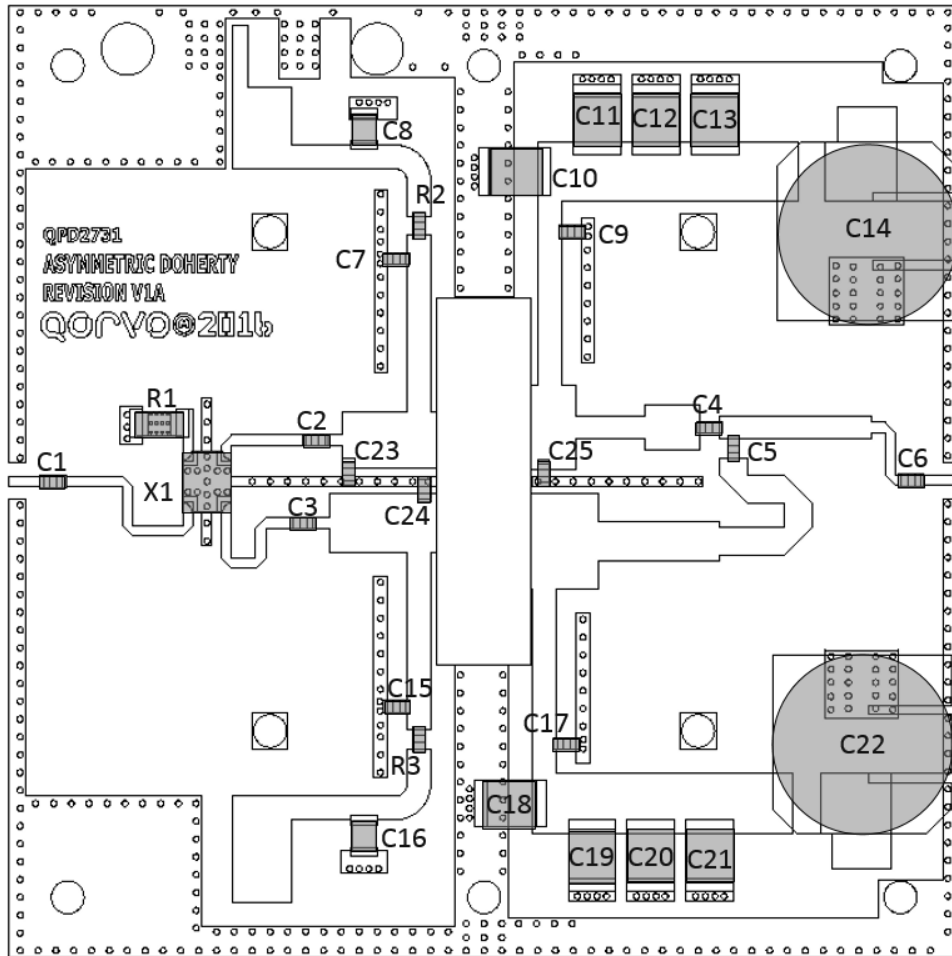 C8
C11 C12 C13
C10
R2
C14
C9
C7
QPD2731
ASYMMETRIC DOHERTY
REVISION V1A
QORVO@2016
R1
C2
C4
C23
C25
C5
C1
X1
C6
C24
C3
C15
C17
R3
C22
C18
C16
C19 C20 C21